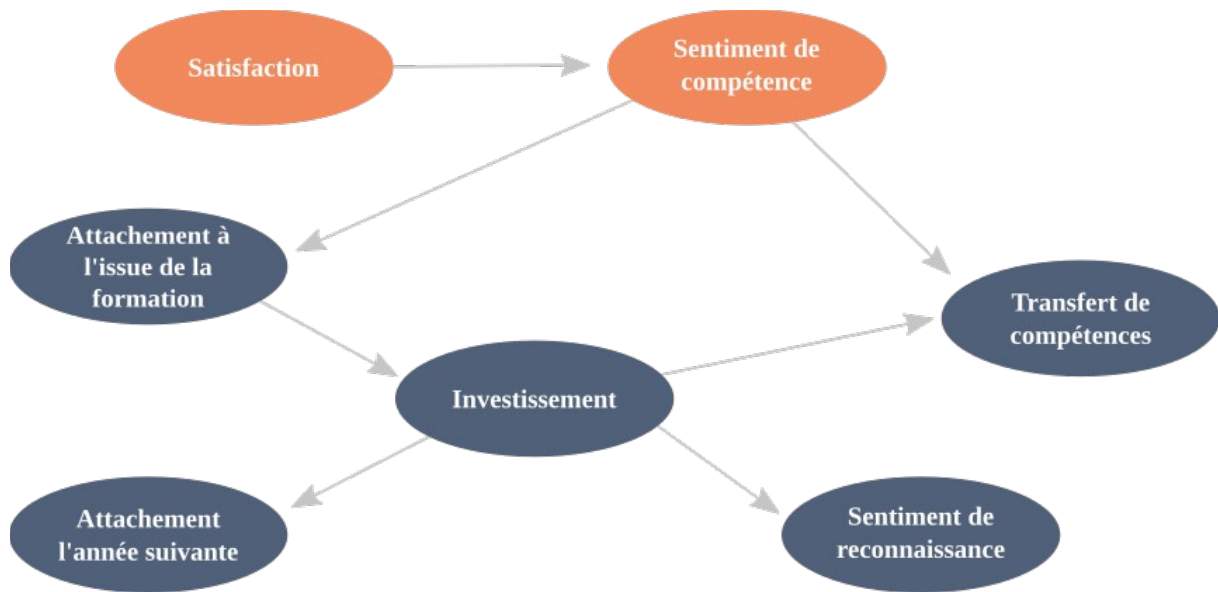 Satisfaction
Sentiment de
compétence
Attachement à
l'issue de la
formation
Transfert de
compétences
Investissement
Attachement
l'année suivante
Sentiment de
reconnaissance